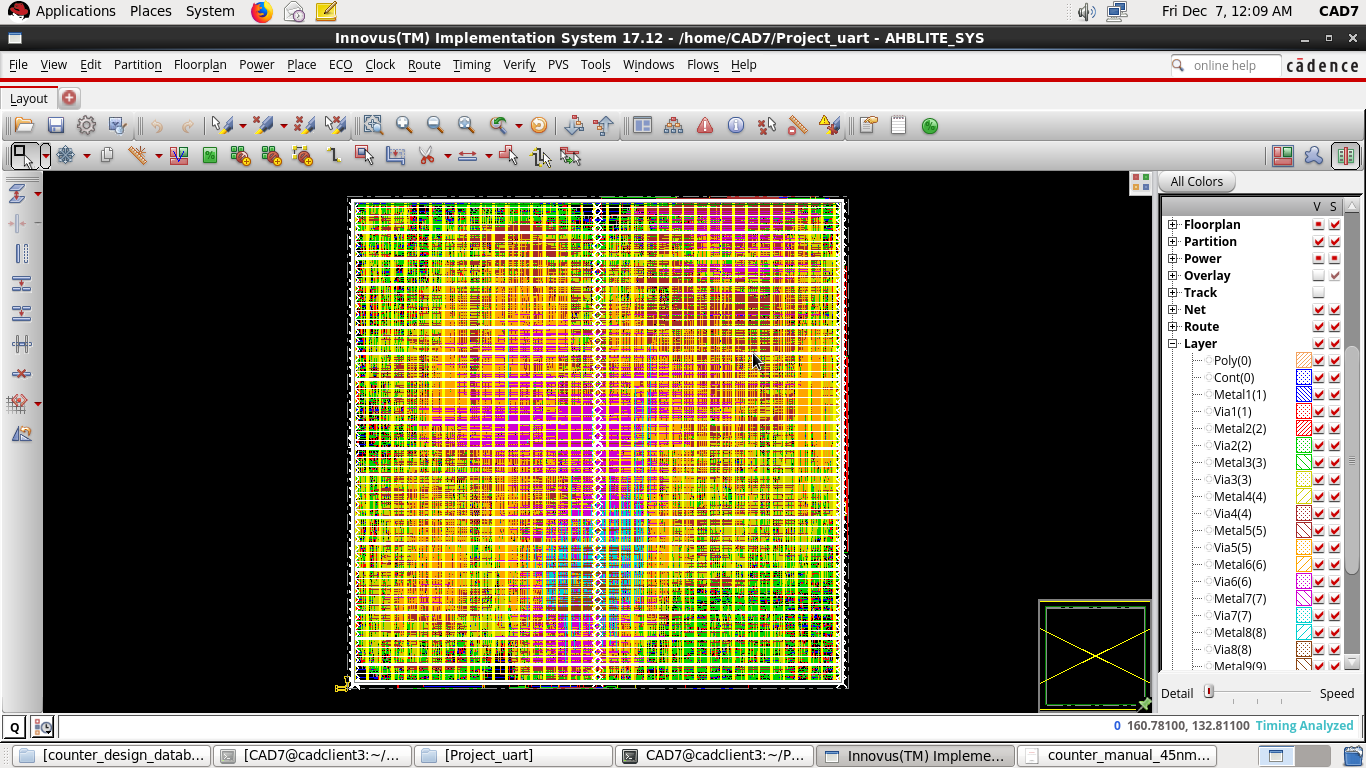 Applications Places System Fri Dec 7, 12:09 AM CAD7
Innovus(TM) Implementation System 17.12 - /home/CAD7/Project_uart - AHBLITE_SYS
File View Edit Partition Floorplan Power Place ECO Clock Route Timing Verify PVS Tools Windows Flows Help online help cādence
Layout
All Colors
V S
Floorplan
Partition
Power
Overlay
Track
Net
Route
Layer
Poly(0)
Cont(0)
Metal1(1)
Via1(1)
Metal2(2)
Via2(2)
Metal3(3)
Via3(3)
Metal4(4)
Via4(4)
Metal5(5)
Via5(5)
Metal6(6)
Via6(6)
Metal7(7)
Via7(7)
Metal8(8)
Via8(8)
Metal9(9)
Detail Speed
Q 0 160.78100, 132.81100 Timing Analyzed
[counter_design_datab... [CAD7@cadclient3:~/... [Project_uart] CAD7@cadclient3:~/P... Innovus(TM) Impleme... counter_manual_45nm...